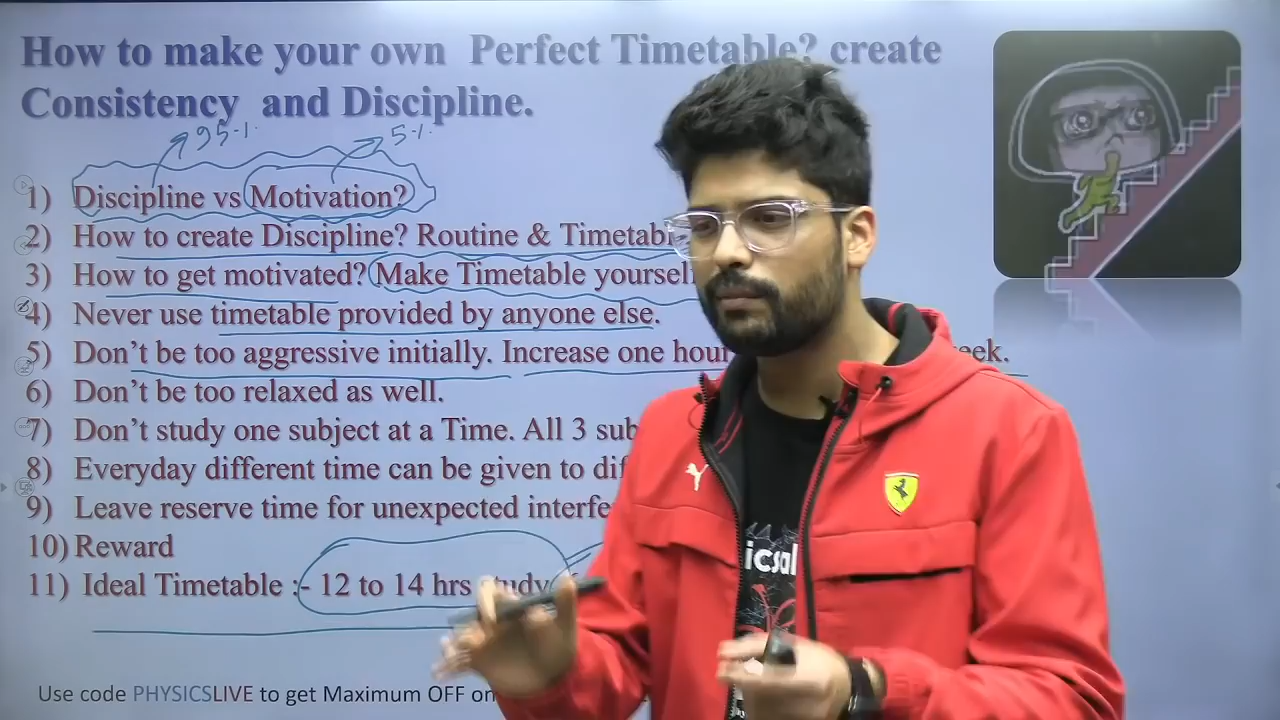 How to make your own Perfect Timetable? create
Consistency and Discipline.
95% 5%
1) Discipline vs Motivation?
2) How to create Discipline? Routine & Timetab
3) How to get motivated? Make Timetable yoursel
4) Never use timetable provided by anyone else.
5) Don't be too aggressive initially. Increase one hour eek.
6) Don't be too relaxed as well.
7) Don't study one subject at a Time. All 3 sub
8) Everyday different time can be given to dif
9) Leave reserve time for unexpected interfe
10) Reward
11) Ideal Timetable :- 12 to 14 hrs study
icsal
Use code PHYSICSLIVE to get Maximum OFF on